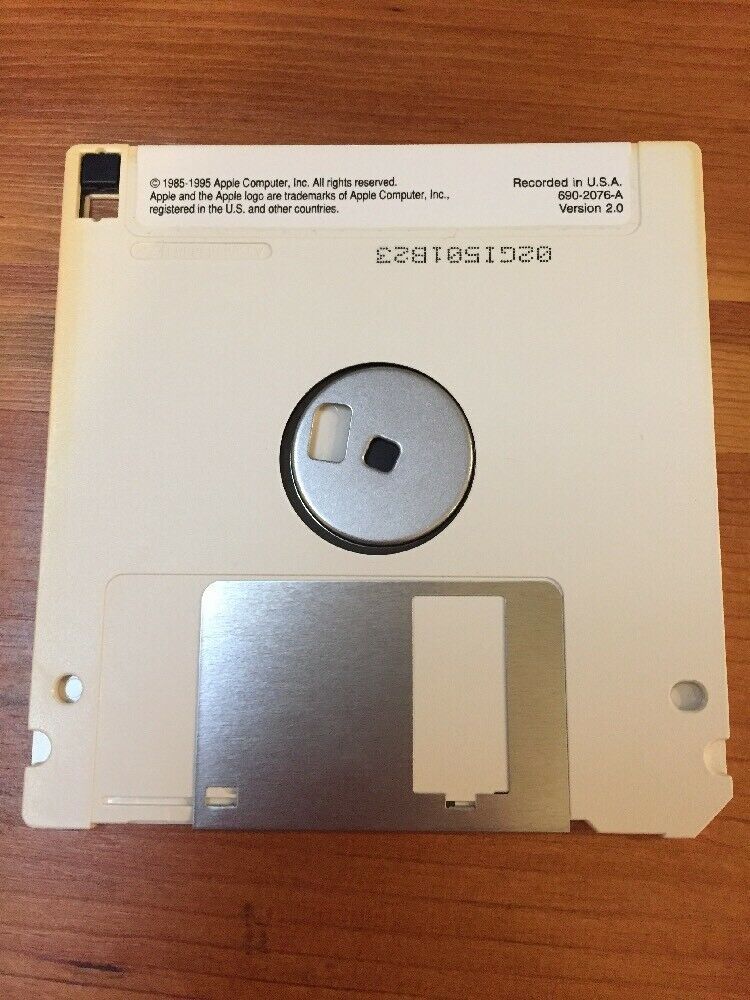 © 1985-1995 Apple Computer, Inc. All rights reserved.
Apple and the Apple logo are trademarks of Apple Computer, Inc.,
registered in the U.S. and other countries.
Recorded in U.S.A.
690-2076-A
Version 2.0
02GI501B23